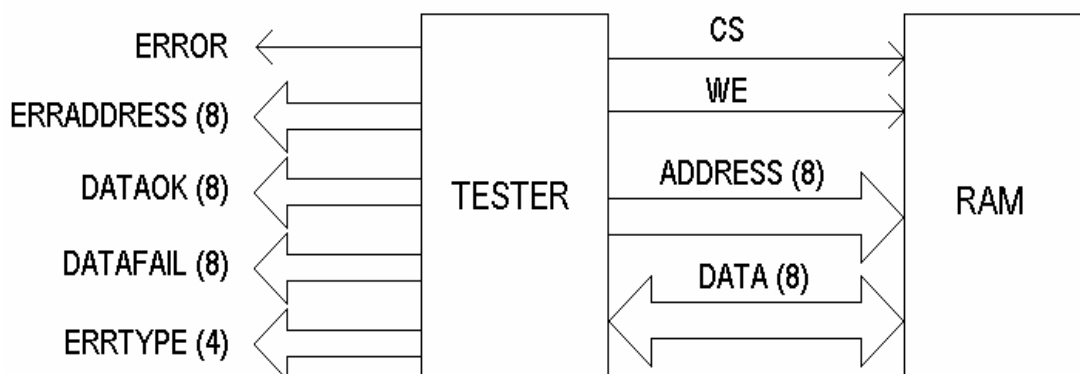 ERROR
ERRADDRESS (8)
DATAOK (8)
DATAFAIL (8)
ERRTYPE (4)
TESTER
CS
WE
ADDRESS (8)
DATA (8)
RAM